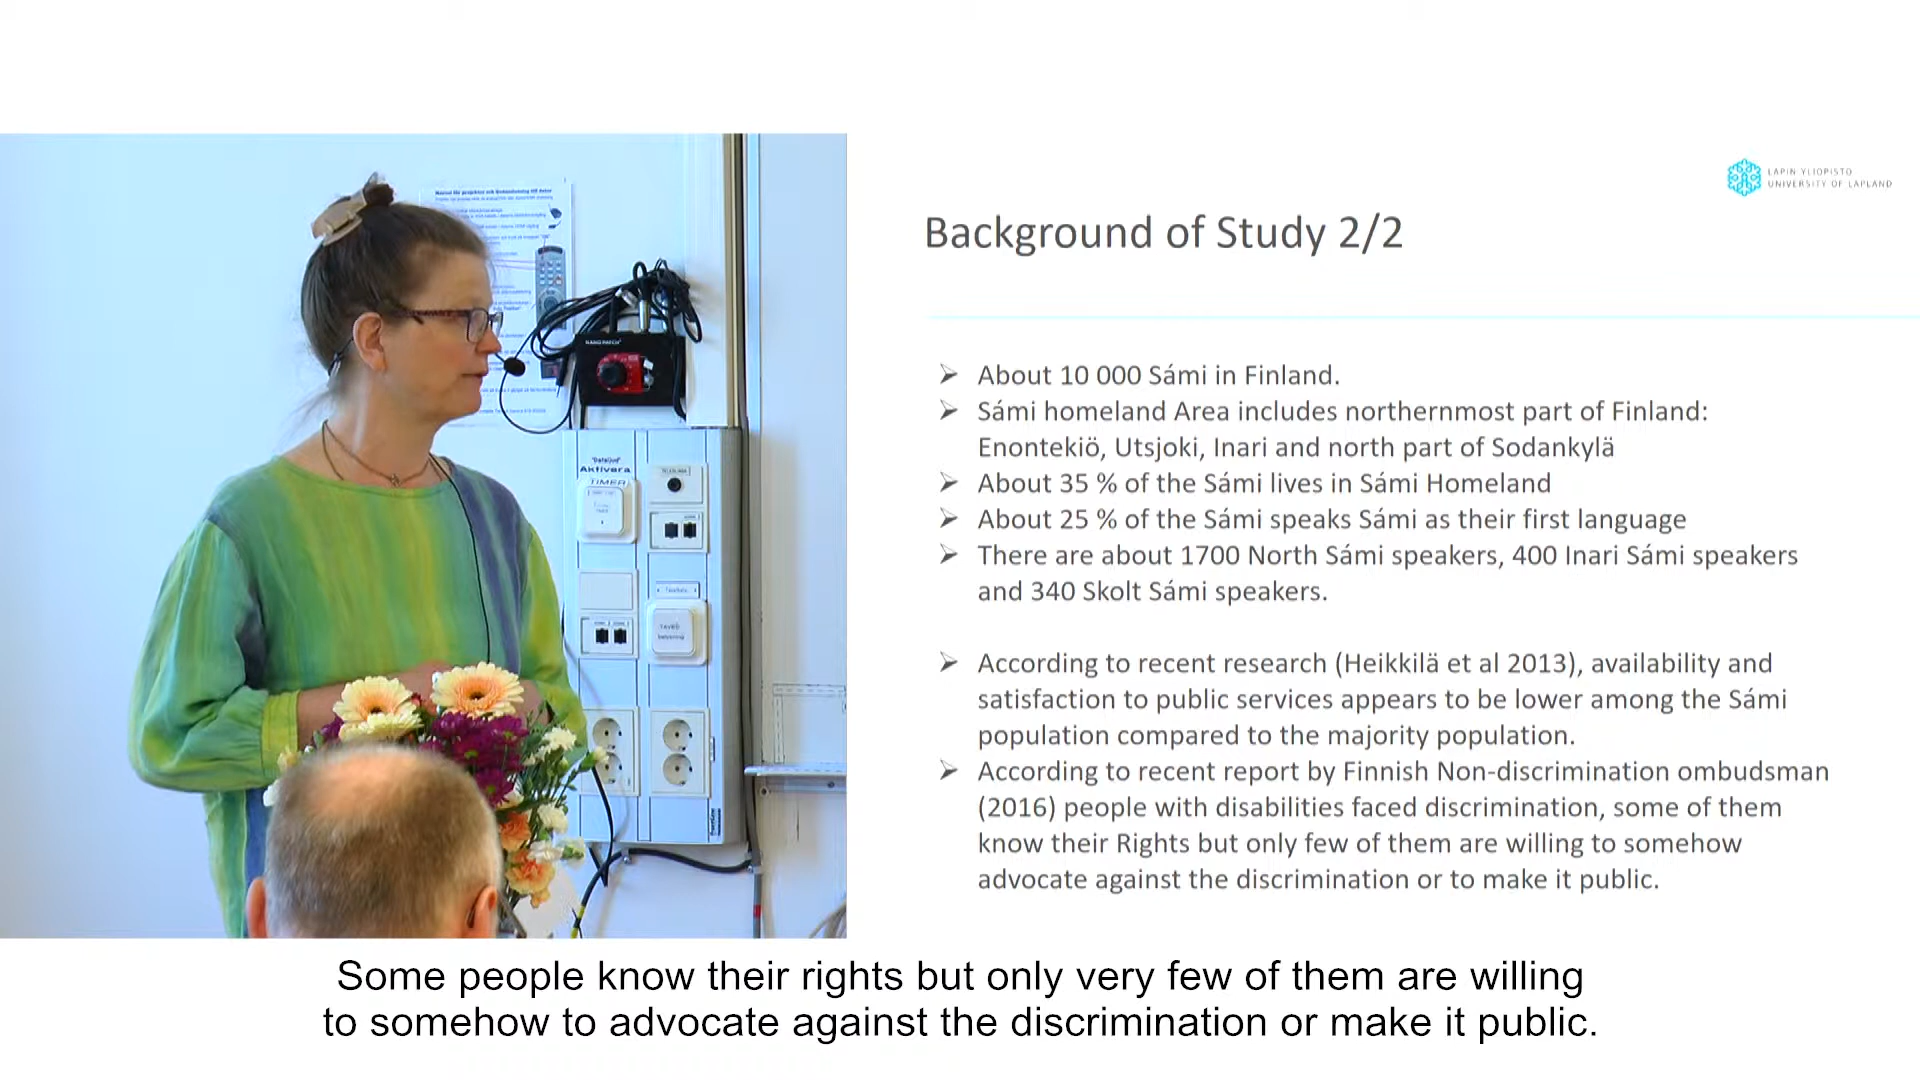 LAPIN YLIOPISTO
UNIVERSITY OF LAPLAND
Background of Study 2/2
About 10 000 Sámi in Finland.
Sámi homeland Area includes northernmost part of Finland:
Enontekiö, Utsjoki, Inari and north part of Sodankylä
About 35 % of the Sámi lives in Sámi Homeland
About 25 % of the Sámi speaks Sámi as their first language
There are about 1700 North Sámi speakers, 400 Inari Sámi speakers
and 340 Skolt Sámi speakers.
According to recent research (Heikkilä et al 2013), availability and
satisfaction to public services appears to be lower among the Sámi
population compared to the majority population.
According to recent report by Finnish Non-discrimination ombudsman
(2016) people with disabilities faced discrimination, some of them
know their Rights but only few of them are willing to somehow
advocate against the discrimination or to make it public.
Aktivera
TIMER
Some people know their rights but only very few of them are willing
to somehow to advocate against the discrimination or make it public.